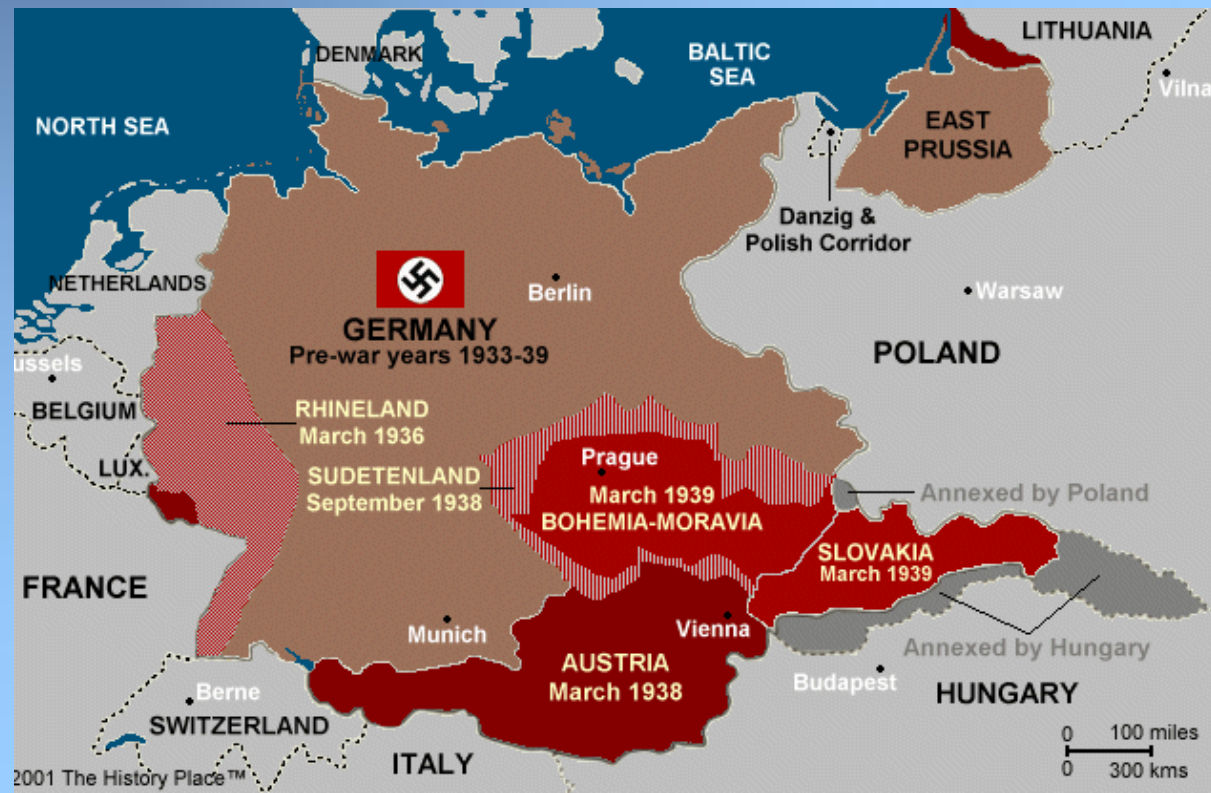 LITHUANIA
DENMARK
BALTIC
SEA
Vilna
NORTH SEA
EAST
PRUSSIA
Danzig &
Polish Corridor
NETHERLANDS
Berlin
Warsaw
GERMANY
Pre-war years 1933-39
POLAND
ussels
BELGIUM
RHINELAND
March 1936
LUX.
SUDETENLAND
September 1938
Prague
March 1939
BOHEMIA-MORAVIA
Annexed by Poland
SLOVAKIA
March 1939
FRANCE
Munich
Vienna
Annexed by Hungary
AUSTRIA
March 1938
Budapest
HUNGARY
Berne
SWITZERLAND
ITALY
0 100 miles
0 300 kms
2001 The History Place™